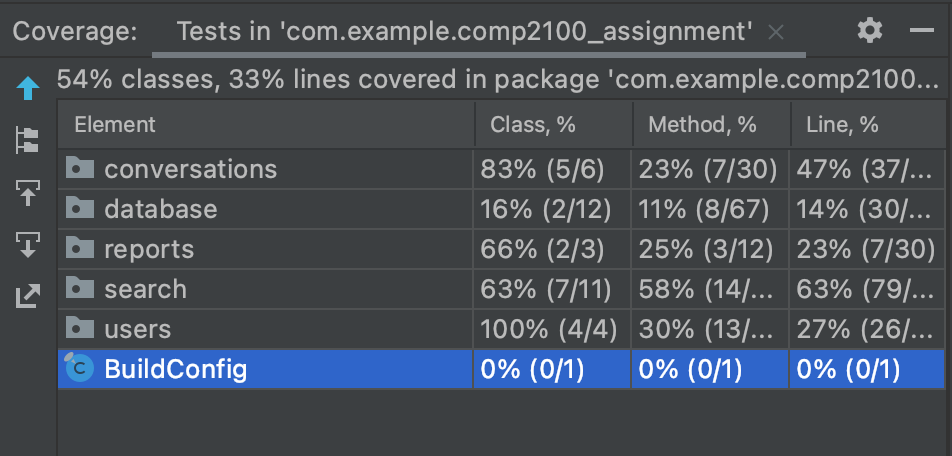 Coverage: Tests in 'com.example.comp2100_assignment'
54% classes, 33% lines covered in package 'com.example.comp2100...
Element Class, % Method, % Line, %
conversations 83% (5/6) 23% (7/30) 47% (37/...
database 16% (2/12) 11% (8/67) 14% (30/...
reports 66% (2/3) 25% (3/12) 23% (7/30)
search 63% (7/11) 58% (14/... 63% (79/...
users 100% (4/4) 30% (13/... 27% (26/...
C BuildConfig 0% (0/1) 0% (0/1) 0% (0/1)